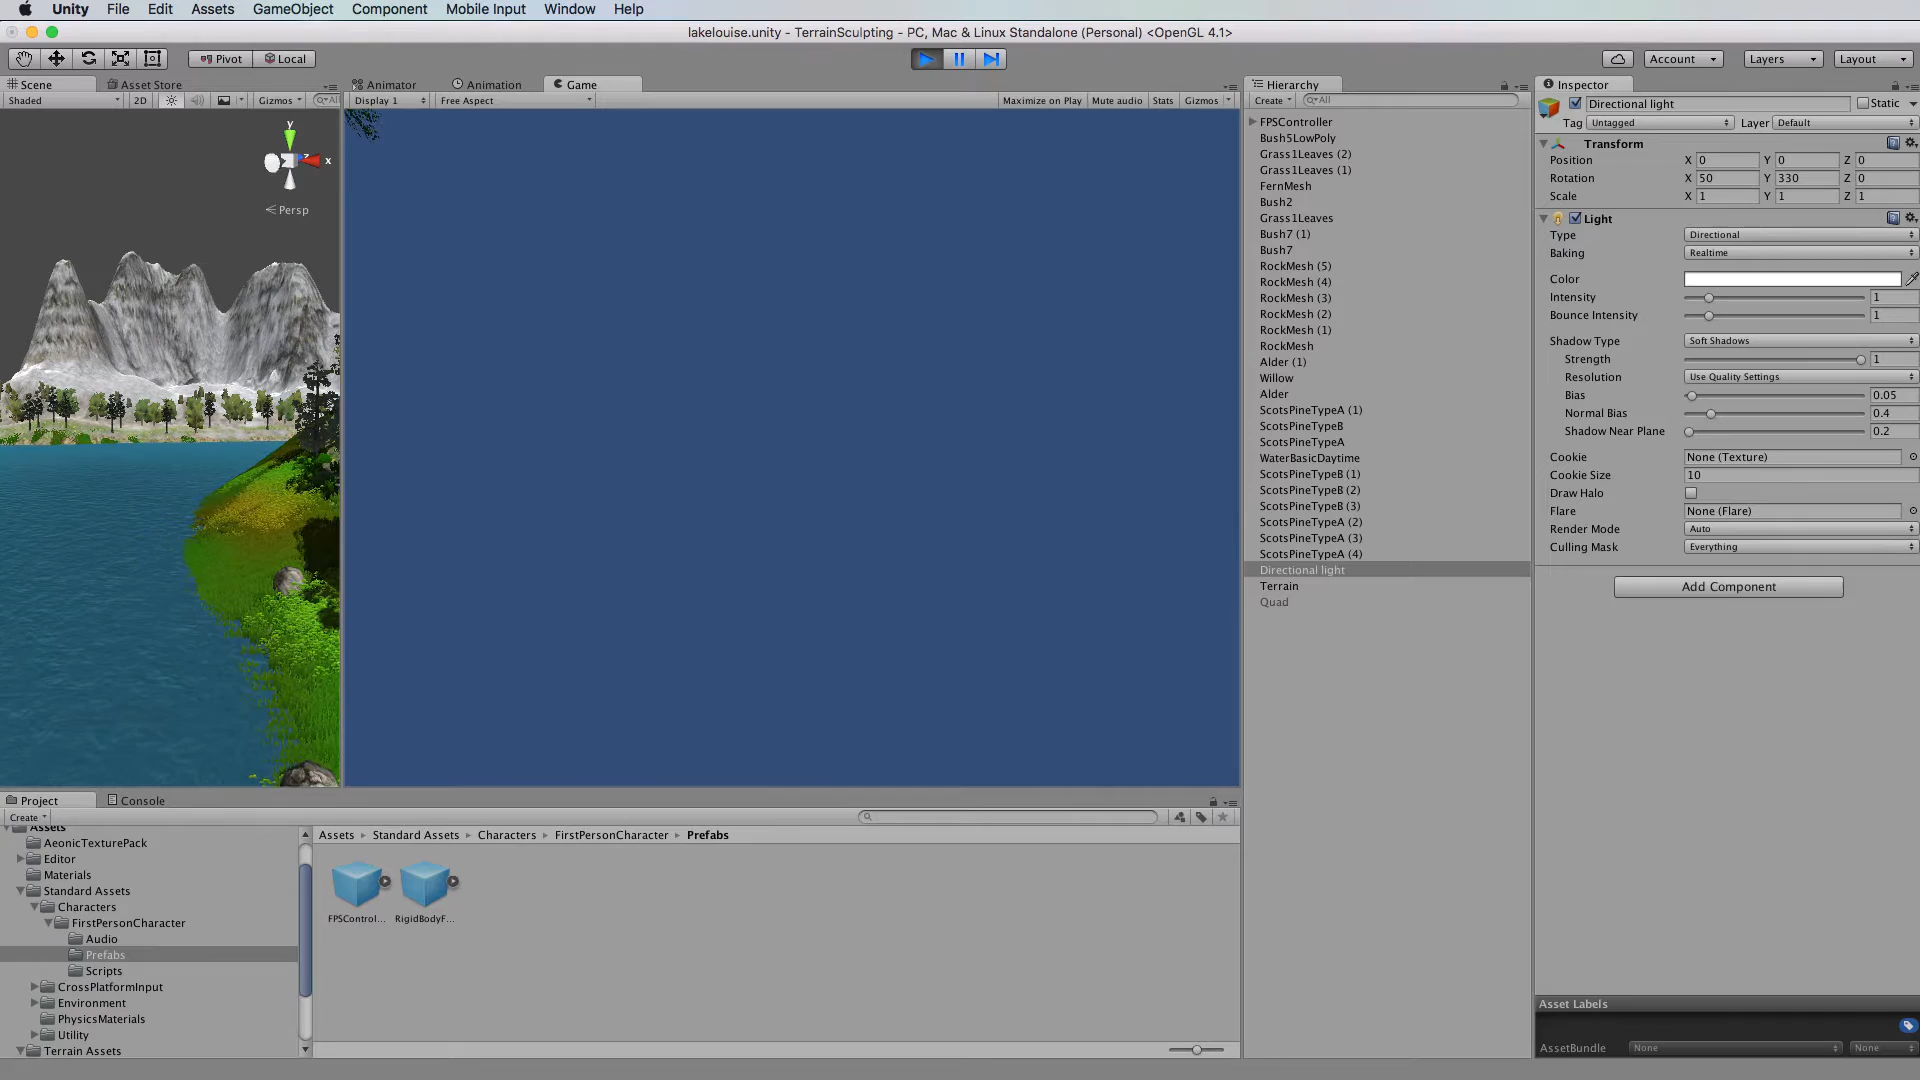 Unity File Edit Assets GameObject Component Mobile Input Window Help
lakelouise.unity - TerrainSculpting - PC, Mac & Linux Standalone (Personal) <OpenGL 4.1>
Pivot Local
Account Layers Layout
Scene Asset Store
Shaded 2D Gizmos All
y
x
z
Persp
Animator Animation Game
Display 1 Free Aspect Maximize on Play Mute audio Stats Gizmos
Hierarchy
Create All
FPSController
Bush5LowPoly
Grass1Leaves (2)
Grass1Leaves (1)
FernMesh
Bush2
Grass1Leaves
Bush7 (1)
Bush7
RockMesh (5)
RockMesh (4)
RockMesh (3)
RockMesh (2)
RockMesh (1)
RockMesh
Alder (1)
Willow
Alder
ScotsPineTypeA (1)
ScotsPineTypeB
ScotsPineTypeA
WaterBasicDaytime
ScotsPineTypeB (1)
ScotsPineTypeB (2)
ScotsPineTypeB (3)
ScotsPineTypeA (2)
ScotsPineTypeA (3)
ScotsPineTypeA (4)
Directional light
Terrain
Quad
Inspector
Directional light Static
Tag Untagged Layer Default
Transform
Position X 0 Y 0 Z 0
Rotation X 50 Y 330 Z 0
Scale X 1 Y 1 Z 1
Light
Type Directional
Baking Realtime
Color
Intensity 1
Bounce Intensity 1
Shadow Type Soft Shadows
Strength 1
Resolution Use Quality Settings
Bias 0.05
Normal Bias 0.4
Shadow Near Plane 0.2
Cookie None (Texture)
Cookie Size 10
Draw Halo
Flare None (Flare)
Render Mode Auto
Culling Mask Everything
Add Component
Asset Labels
AssetBundle None None
Project Console
Create
Assets
AeonicTexturePack
Editor
Materials
Standard Assets
Characters
FirstPersonCharacter
Audio
Prefabs
Scripts
CrossPlatformInput
Environment
PhysicsMaterials
Utility
Terrain Assets
Assets Standard Assets Characters FirstPersonCharacter Prefabs
FPSControl... RigidBodyF...